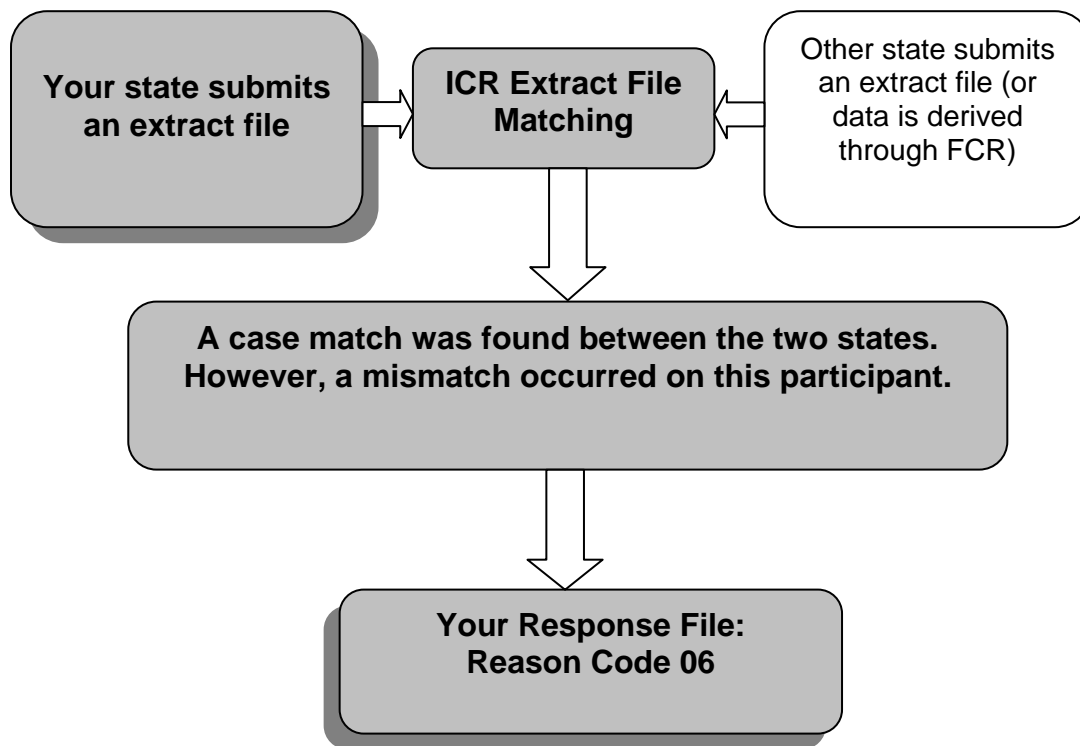 Your state submits
an extract file
ICR Extract File
Matching
Other state submits
an extract file (or
data is derived
through FCR)
A case match was found between the two states.
However, a mismatch occurred on this participant.
Your Response File:
Reason Code 06